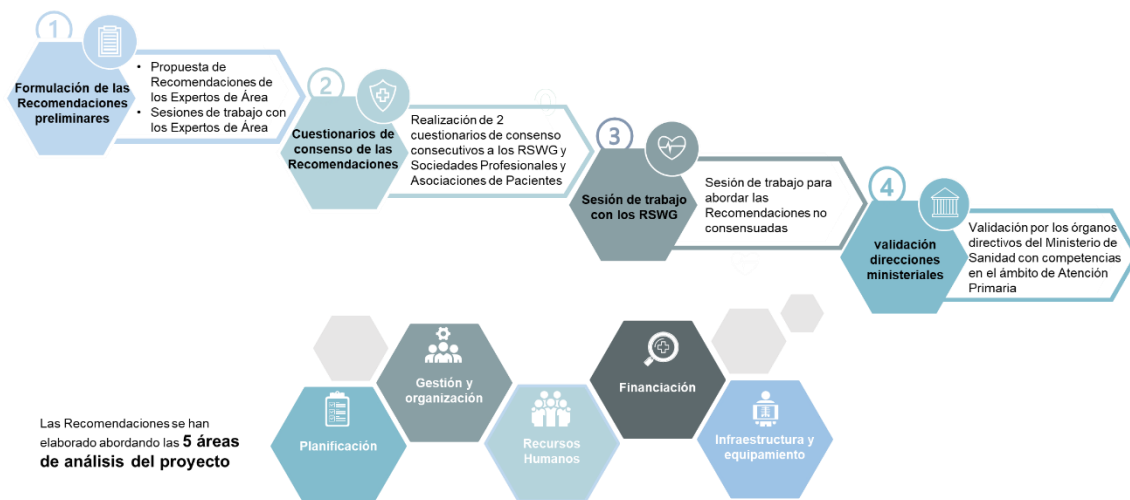 1
Formulación de las
Recomendaciones
preliminares
• Propuesta de
Recomendaciones de
los Expertos de Área
• Sesiones de trabajo con
los Expertos de Área
2
Cuestionarios de
consenso de las
Recomendaciones
Realización de 2
cuestionarios de consenso
consecutivos a los RSWG y
Sociedades Profesionales y
Asociaciones de Pacientes
3
Sesión de trabajo
con los RSWG
Sesión de trabajo para
abordar las
Recomendaciones no
consensuadas
4
validación
direcciones
ministeriales
Validación por los órganos
directivos del Ministerio de
Sanidad con competencias
en el ámbito de Atención
Primaria
Las Recomendaciones se han
elaborado abordando las 5 áreas
de análisis del proyecto
Planificación
Gestión y
organización
Recursos
Humanos
Financiación
Infraestructura y
equipamiento